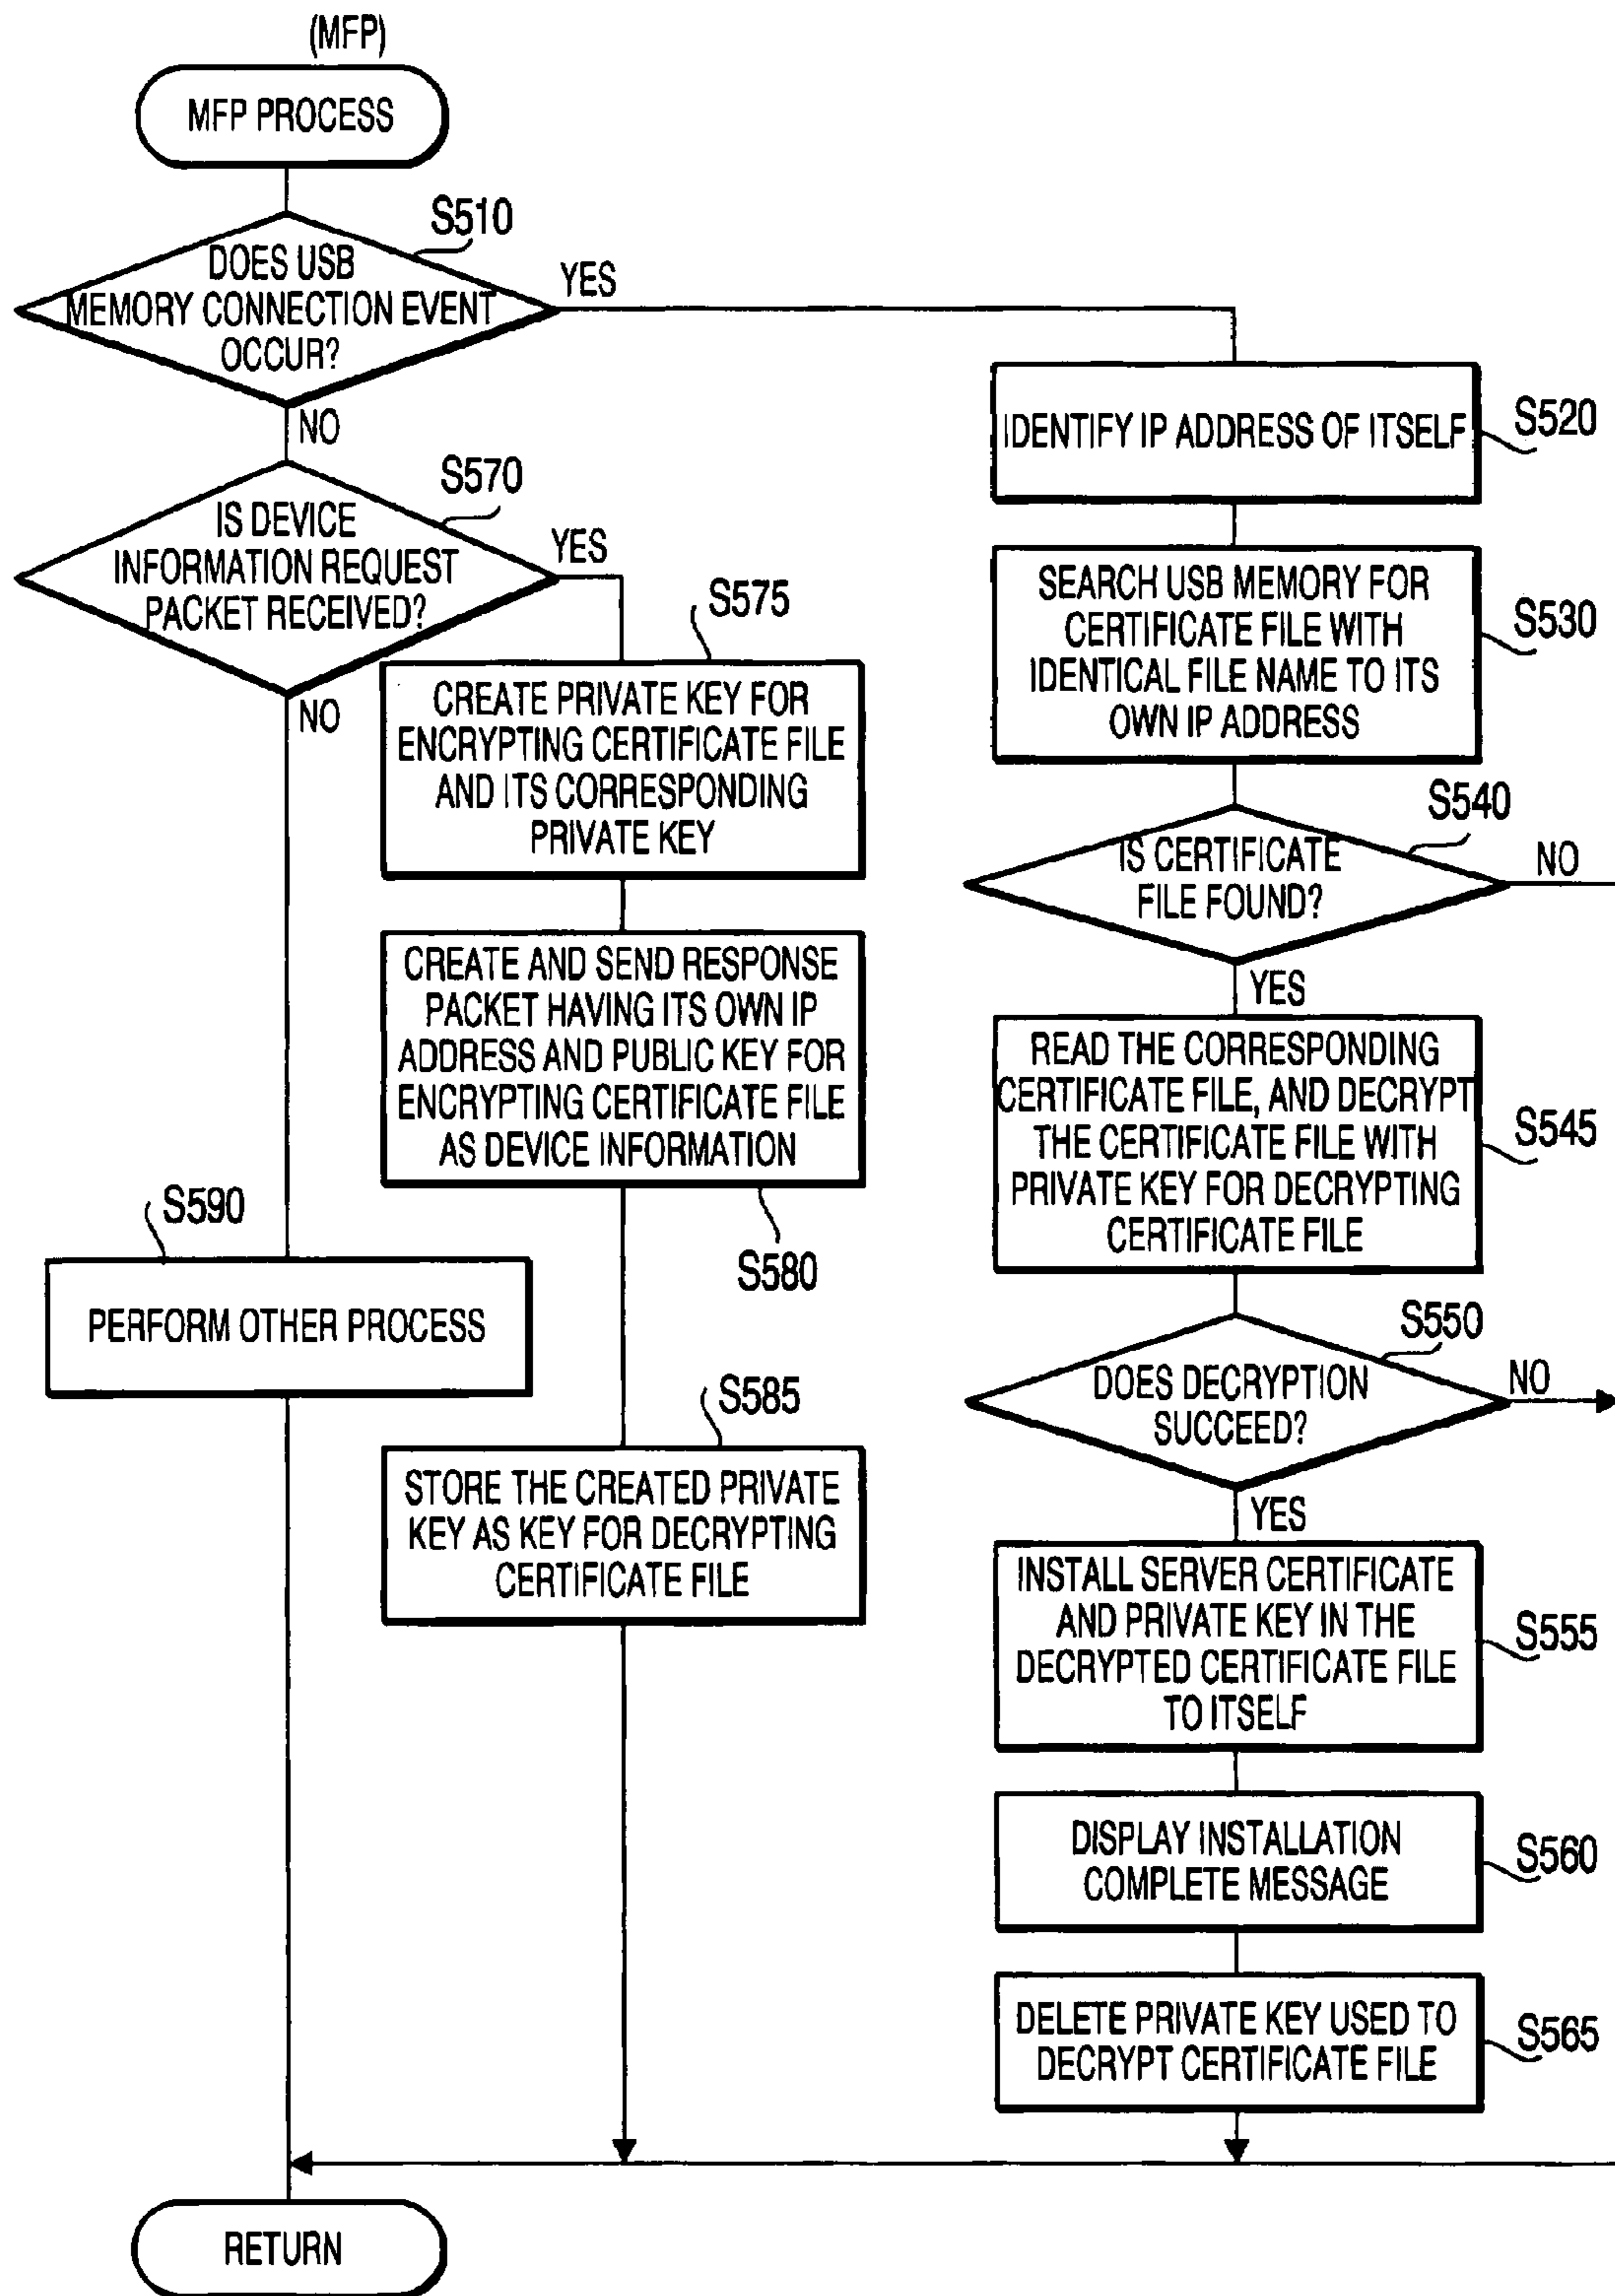 (MFP)
MFP PROCESS
S510
DOES USB
MEMORY CONNECTION EVENT
OCCUR?
YES
NO
S570
IS DEVICE
INFORMATION REQUEST
PACKET RECEIVED?
YES
NO
S575
CREATE PRIVATE KEY FOR
ENCRYPTING CERTIFICATE FILE
AND ITS CORRESPONDING
PRIVATE KEY
CREATE AND SEND RESPONSE
PACKET HAVING ITS OWN IP
ADDRESS AND PUBLIC KEY FOR
ENCRYPTING CERTIFICATE FILE
AS DEVICE INFORMATION
S580
S590
PERFORM OTHER PROCESS
S585
STORE THE CREATED PRIVATE
KEY AS KEY FOR DECRYPTING
CERTIFICATE FILE
IDENTIFY IP ADDRESS OF ITSELF
S520
SEARCH USB MEMORY FOR
CERTIFICATE FILE WITH
IDENTICAL FILE NAME TO ITS
OWN IP ADDRESS
S530
S540
IS CERTIFICATE
FILE FOUND?
NO
YES
READ THE CORRESPONDING
CERTIFICATE FILE, AND DECRYPT
THE CERTIFICATE FILE WITH
PRIVATE KEY FOR DECRYPTING
CERTIFICATE FILE
S545
S550
DOES DECRYPTION
SUCCEED?
NO
YES
INSTALL SERVER CERTIFICATE
AND PRIVATE KEY IN THE
DECRYPTED CERTIFICATE FILE
TO ITSELF
S555
DISPLAY INSTALLATION
COMPLETE MESSAGE
S560
DELETE PRIVATE KEY USED TO
DECRYPT CERTIFICATE FILE
S565
RETURN